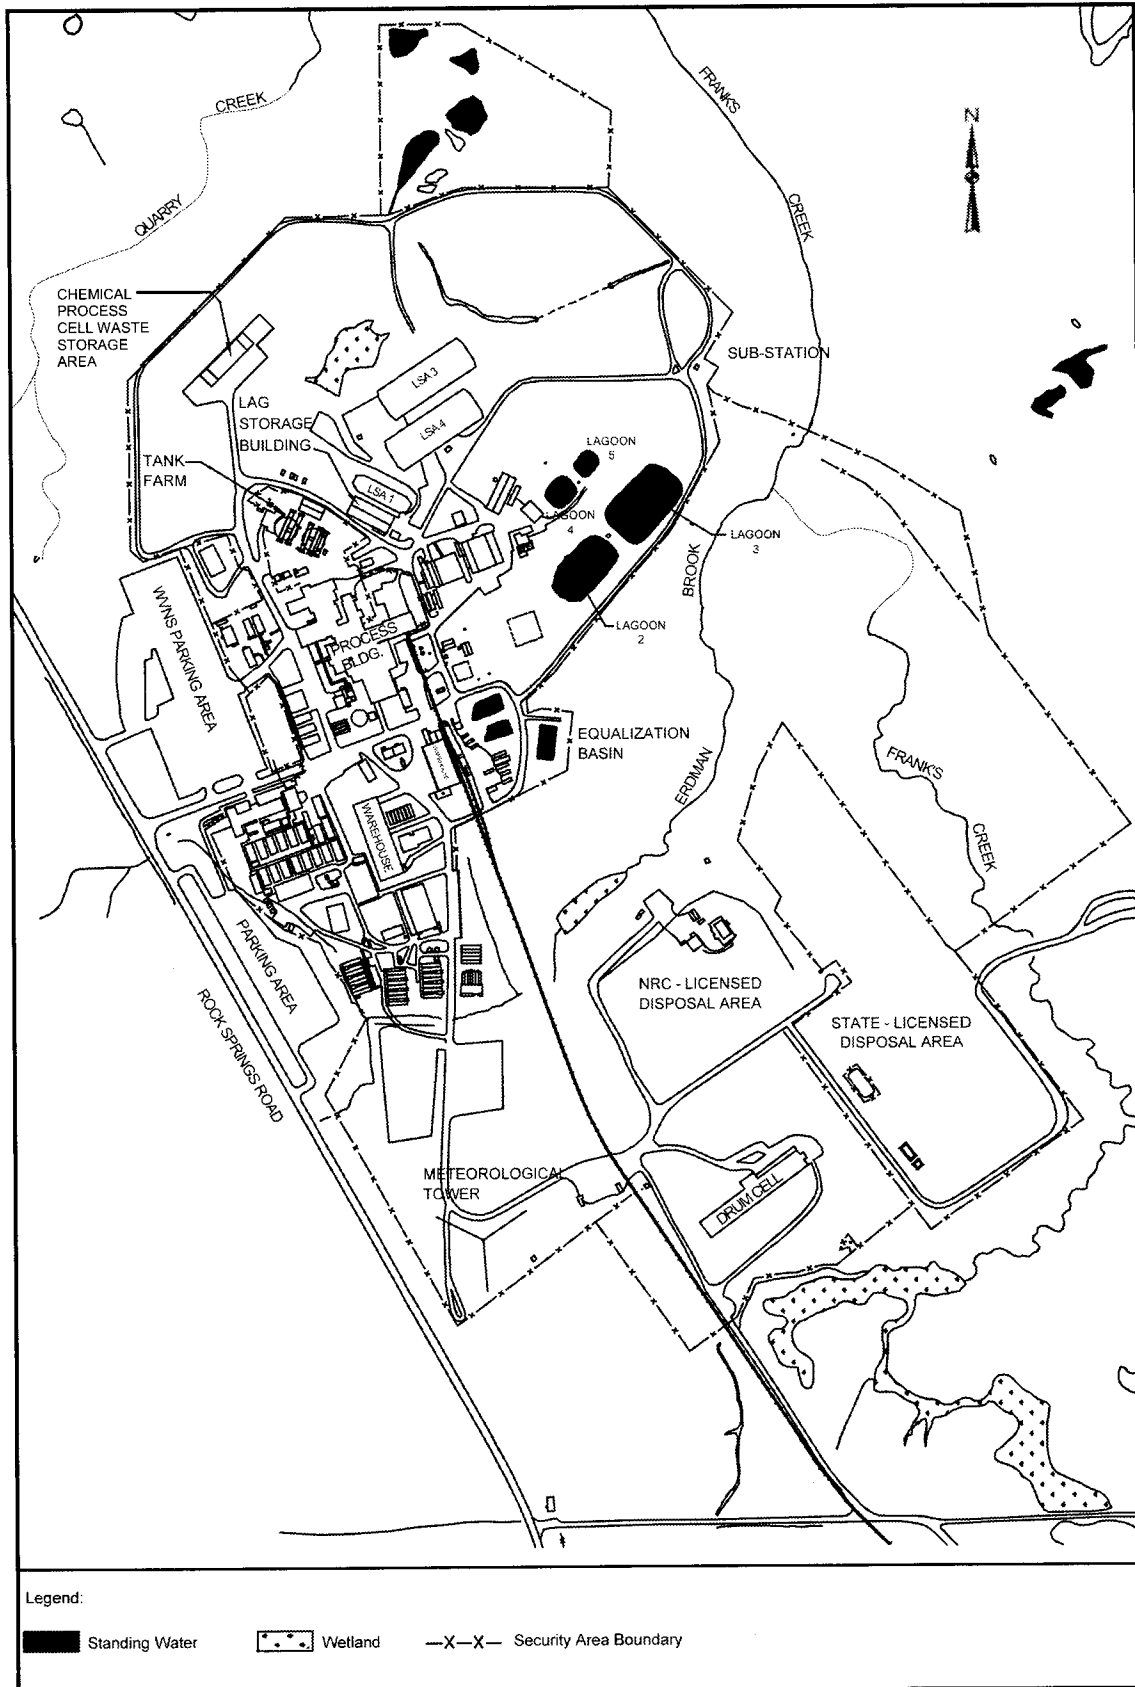 FRANK'S
CREEK
N
CREEK
QUARRY
CHEMICAL
PROCESS
CELL WASTE
STORAGE
AREA
SUB-STATION
LSA 3
LAG
STORAGE
BUILDING
LSA 4
LAGOON
5
TANK
FARM
LSA 1
LAGOON
4
LAGOON
3
BROOK
WVNS PARKING AREA
PROCESS
BLDG.
LAGOON
2
EQUALIZATION
BASIN
ERDMAN
FRANK'S
CREEK
WAREHOUSE
PARKING AREA
NRC - LICENSED
DISPOSAL AREA
ROCK SPRINGS ROAD
STATE - LICENSED
DISPOSAL AREA
METEOROLOGICAL
TOWER
DRUM CELL
Legend:
Standing Water
Wetland
—X—X— Security Area Boundary